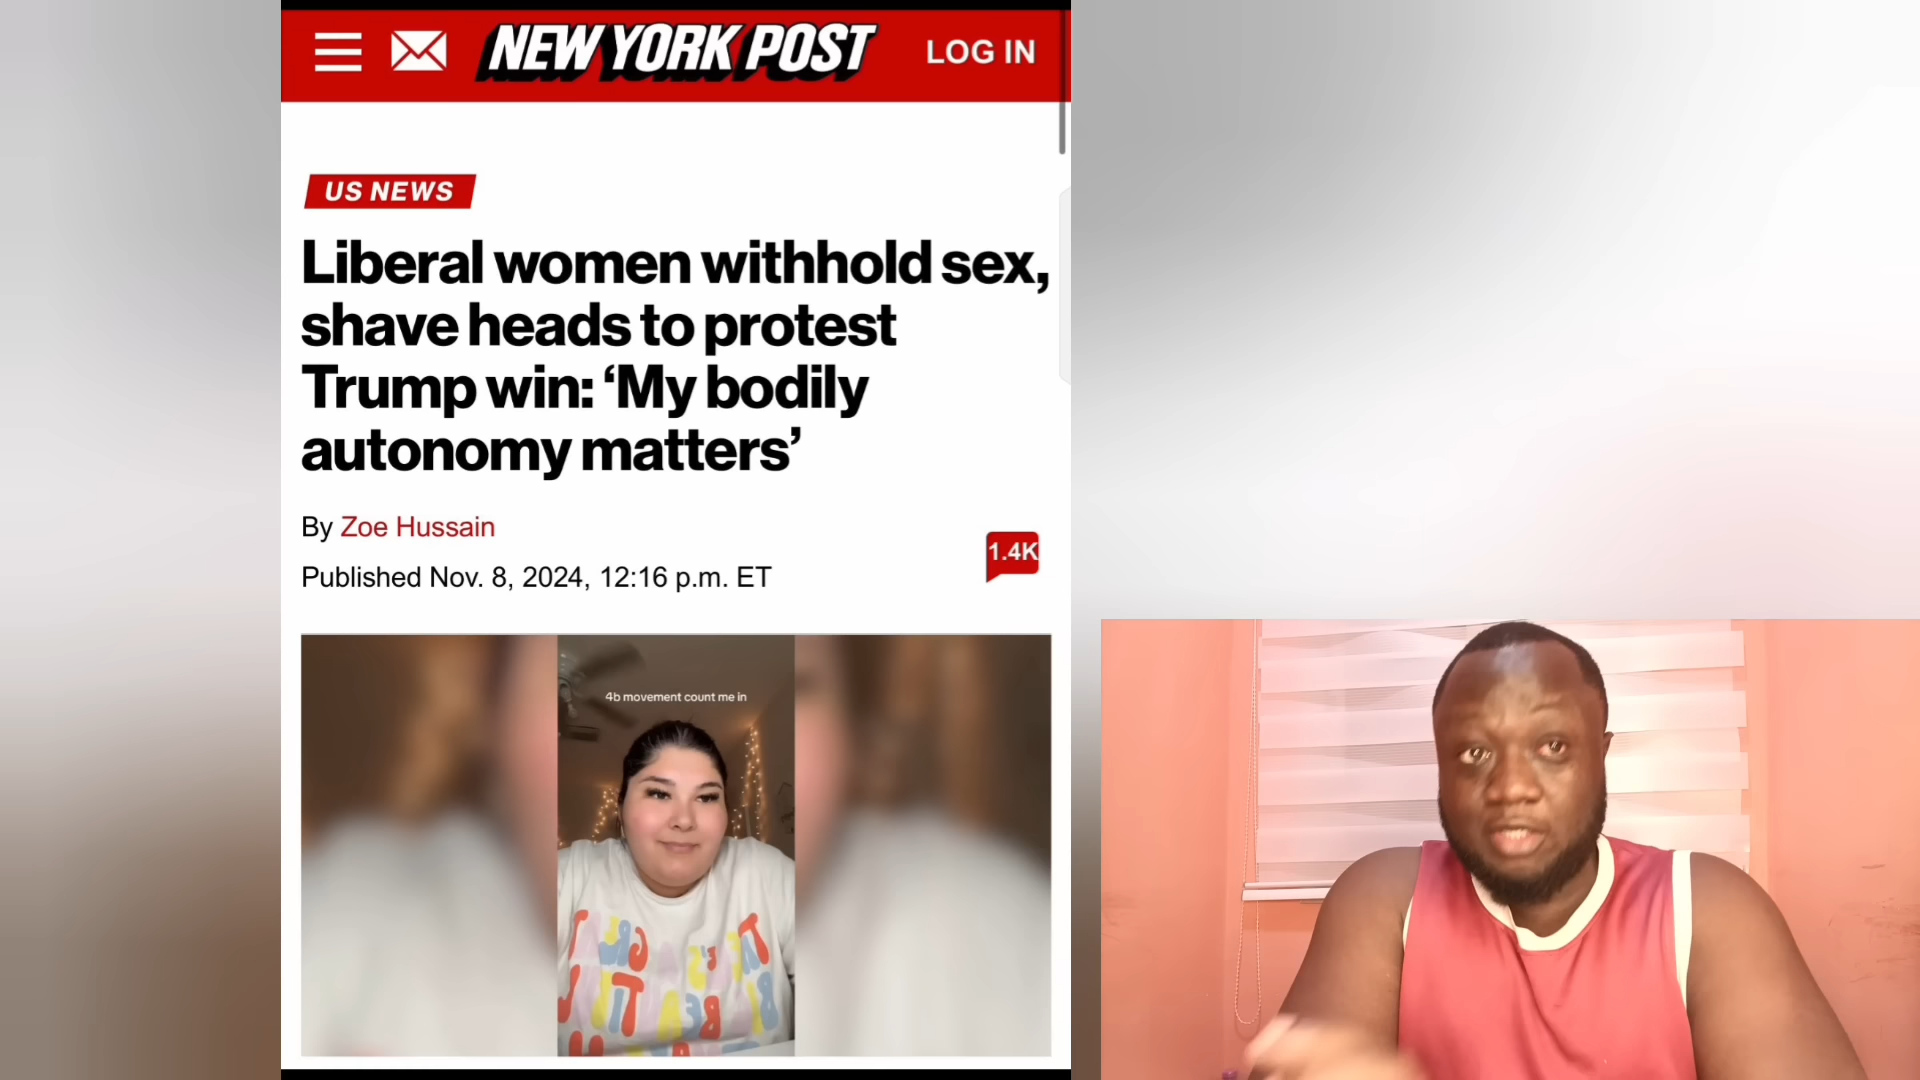 NEW YORK POST
LOG IN
US NEWS
Liberal women withhold sex,
shave heads to protest
Trump win: ‘My bodily
autonomy matters’
By Zoe Hussain
1.4K
Published Nov. 8, 2024, 12:16 p.m. ET
4b movement count me in